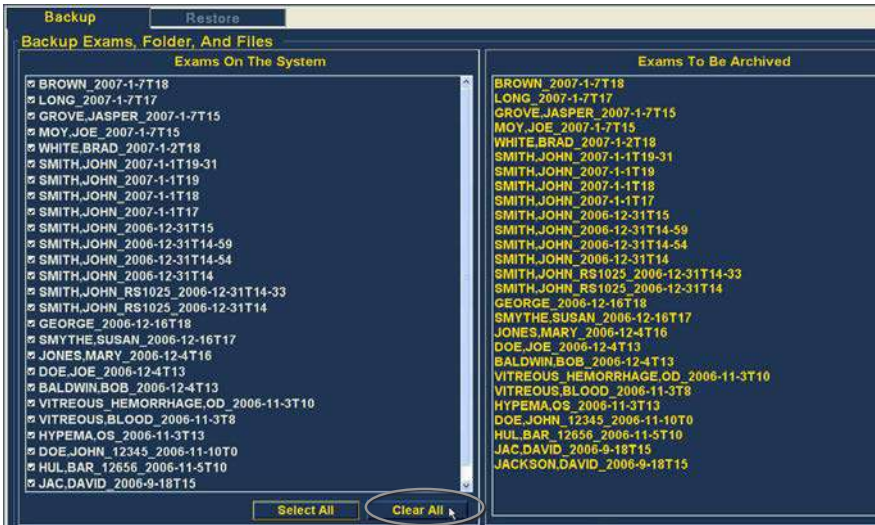 Backup
Restore
Backup Exams, Folder, And Files
Exams On The System
BROWN_2007-1-7T18
LONG_2007-1-7T17
GROVE,JASPER_2007-1-7T15
MOY,JOE_2007-1-7T15
WHITE,BRAD_2007-1-2T18
SMITH,JOHN_2007-1-1T19-31
SMITH,JOHN_2007-1-1T19
SMITH,JOHN_2007-1-1T18
SMITH,JOHN_2007-1-1T17
SMITH,JOHN_2006-12-31T15
SMITH,JOHN_2006-12-31T14-59
SMITH,JOHN_2006-12-31T14-54
SMITH,JOHN_2006-12-31T14
SMITH,JOHN_RS1025_2006-12-31T14-33
SMITH,JOHN_RS1025_2006-12-31T14
GEORGE_2006-12-16T18
SMYTHE,SUSAN_2006-12-16T17
JONES,MARY_2006-12-4T16
DOE,JOE_2006-12-4T13
BALDWIN,BOB_2006-12-4T13
VITREOUS_HEMORRHAGE,OD_2006-11-3T10
VITREOUS,BLOOD_2006-11-3T8
HYPEMA,OS_2006-11-3T13
DOE,JOHN_12345_2006-11-10T0
HUL,BAR_12656_2006-11-5T10
JAC,DAVID_2006-9-18T15
Select All
Clear All
Exams To Be Archived
BROWN_2007-1-7T18
LONG_2007-1-7T17
GROVE,JASPER_2007-1-7T15
MOY,JOE_2007-1-7T15
WHITE,BRAD_2007-1-2T18
SMITH,JOHN_2007-1-1T19-31
SMITH,JOHN_2007-1-1T19
SMITH,JOHN_2007-1-1T18
SMITH,JOHN_2007-1-1T17
SMITH,JOHN_2006-12-31T15
SMITH,JOHN_2006-12-31T14-59
SMITH,JOHN_2006-12-31T14-54
SMITH,JOHN_2006-12-31T14
SMITH,JOHN_RS1025_2006-12-31T14-33
SMITH,JOHN_RS1025_2006-12-31T14
GEORGE_2006-12-16T18
SMYTHE,SUSAN_2006-12-16T17
JONES,MARY_2006-12-4T16
DOE,JOE_2006-12-4T13
BALDWIN,BOB_2006-12-4T13
VITREOUS_HEMORRHAGE,OD_2006-11-3T10
VITREOUS,BLOOD_2006-11-3T8
HYPEMA,OS_2006-11-3T13
DOE,JOHN_12345_2006-11-10T0
HUL,BAR_12656_2006-11-5T10
JAC,DAVID_2006-9-18T15
JACKSON,DAVID_2006-9-18T15